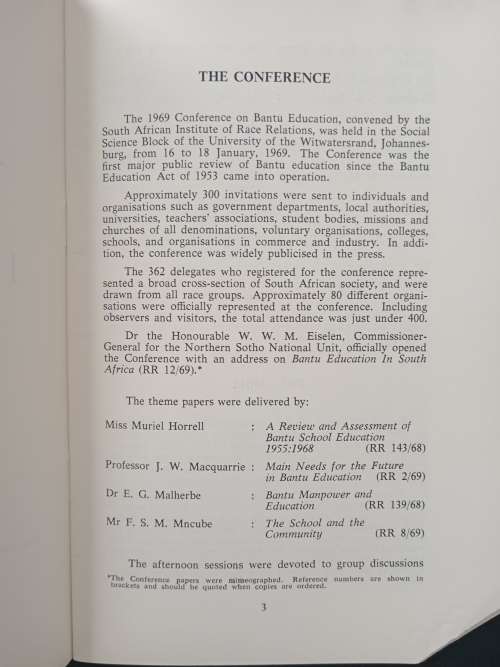 THE CONFERENCE
The 1969 Conference on Bantu Education, convened by the
South African Institute of Race Relations, was held in the Social
Science Block of the University of the Witwatersrand, Johannes-
burg, from 16 to 18 January, 1969. The Conference was the
first major public review of Bantu education since the Bantu
Education Act of 1953 came into operation.
Approximately 300 invitations were sent to individuals and
organisations such as government departments, local authorities,
universities, teachers' associations, student bodies, missions and
churches of all denominations, voluntary organisations, colleges,
schools, and organisations in commerce and industry. In addi-
tion, the conference was widely publicised in the press.
The 362 delegates who registered for the conference repre-
sented a broad cross-section of South African society, and were
drawn from all race groups. Approximately 80 different organi-
sations were officially represented at the conference. Including
observers and visitors, the total attendance was just under 400.
Dr the Honourable W. W. M. Eiselen, Commissioner-
General for the Northern Sotho National Unit, officially opened
the Conference with an address on Bantu Education In South
Africa (RR 12/69).*
The theme papers were delivered by:
Miss Muriel Horrell : A Review and Assessment of
Bantu School Education
1955:1968 (RR 143/68)
Professor J. W. Macquarrie : Main Needs for the Future
in Bantu Education (RR 2/69)
Dr E. G. Malherbe : Bantu Manpower and
Education (RR 139/68)
Mr F. S. M. Mncube : The School and the
Community (RR 8/69)
The afternoon sessions were devoted to group discussions
*The Conference papers were mimeographed. Reference numbers are shown in
brackets and should be quoted when copies are ordered.
3